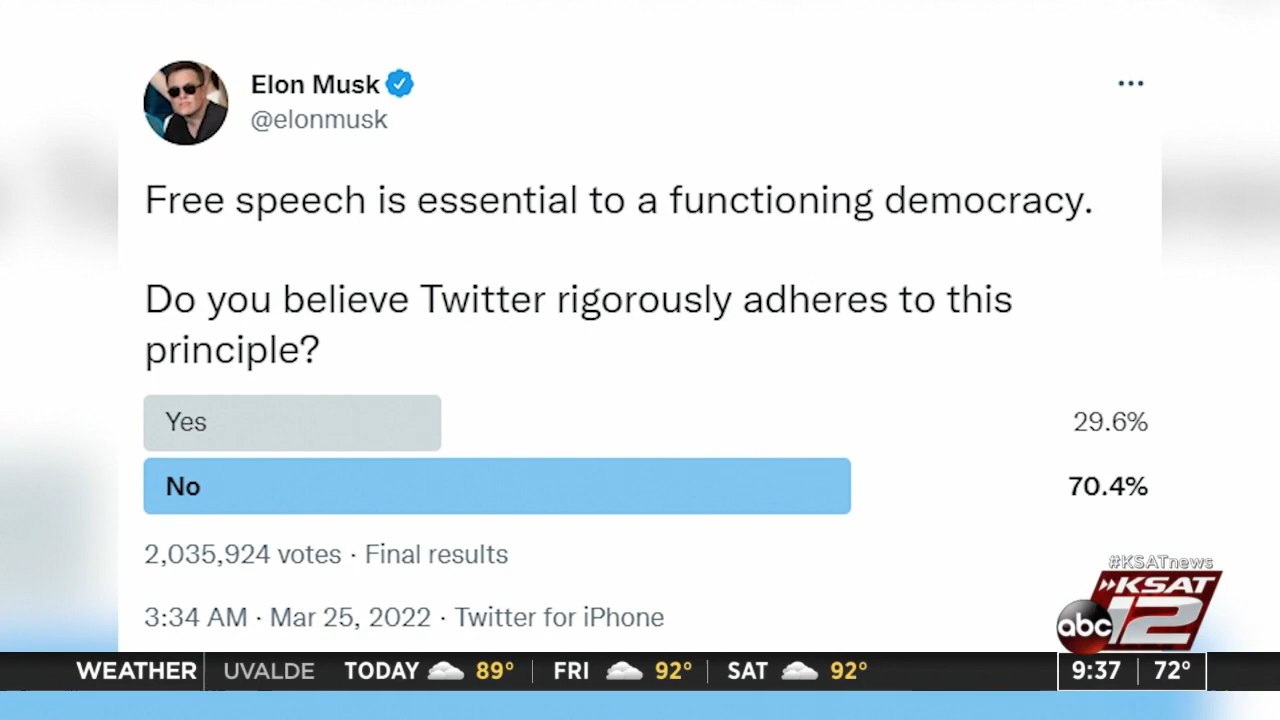 Elon Musk
@elonmusk
Free speech is essential to a functioning democracy.
Do you believe Twitter rigorously adheres to this
principle?
Yes 29.6%
No 70.4%
2,035,924 votes · Final results
3:34 AM · Mar 25, 2022 · Twitter for iPhone
#KSATnews
KSAT
abc 12
WEATHER UVALDE TODAY 89° FRI 92° SAT 92° 9:37 72°